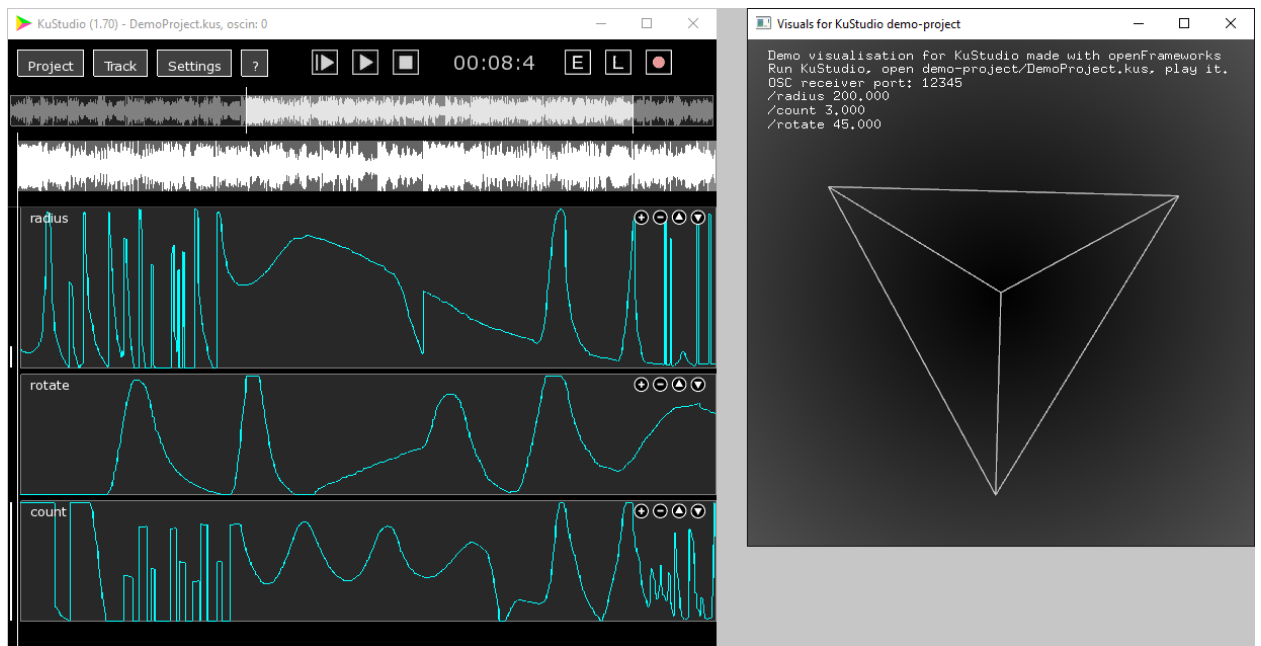 KuStudio (1.70) - DemoProject.kus, oscin: 0
Project Track Settings ? 00:08:4 E L
radius
rotate
count
Visuals for KuStudio demo-project
Demo visualisation for KuStudio made with openFrameworks
Run KuStudio, open demo-project/DemoProject.kus, play it.
OSC receiver port: 12345
/radius 200.000
/count 3.000
/rotate 45.000